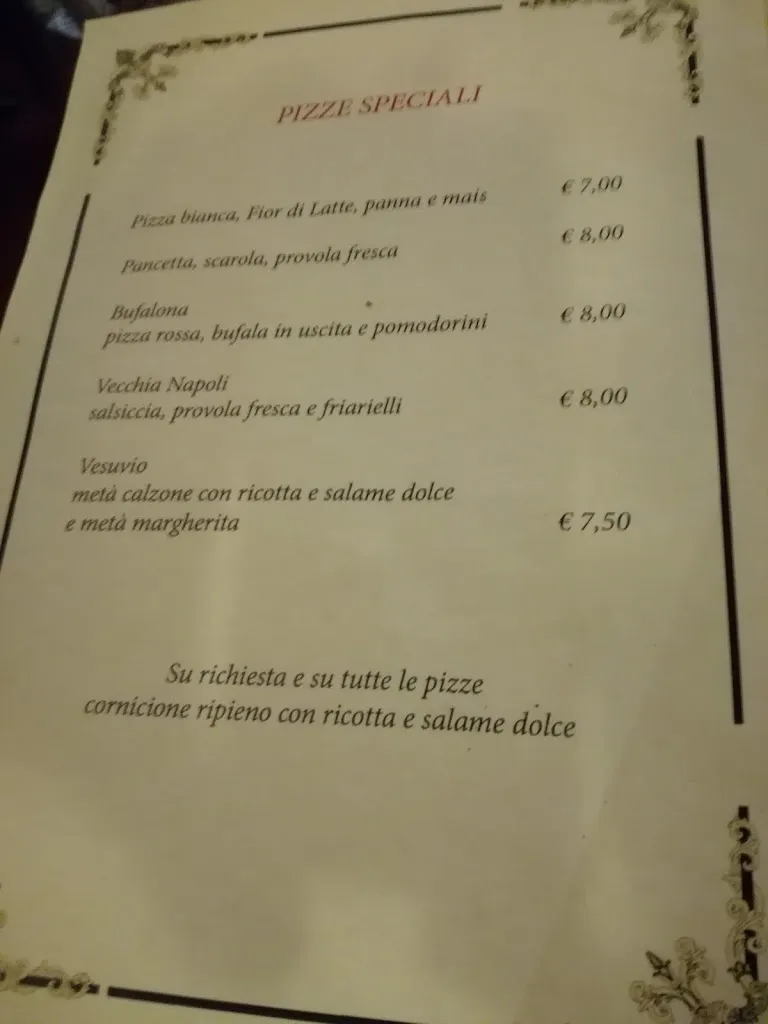 PIZZE SPECIALI
Pizza bianca, Fior di Latte, panna e mais € 7,00
Pancetta, scarola, provola fresca € 8,00
Bufalona
pizza rossa, bufala in uscita e pomodorini € 8,00
Vecchia Napoli
salsiccia, provola fresca e friarielli € 8,00
Vesuvio
metà calzone con ricotta e salame dolce
e metà margherita € 7,50
Su richiesta e su tutte le pizze
cornicione ripieno con ricotta e salame dolce